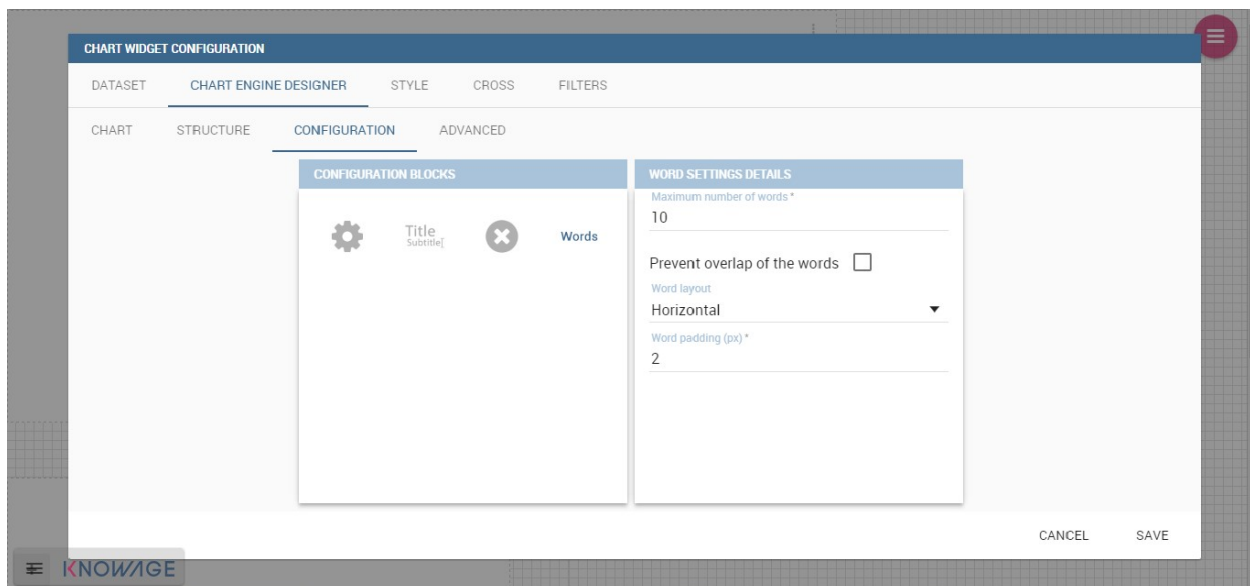 CHART WIDGET CONFIGURATION
DATASET CHART ENGINE DESIGNER STYLE CROSS FILTERS
CHART STRUCTURE CONFIGURATION ADVANCED
CONFIGURATION BLOCKS
Title
Subtitle[
Words
WORD SETTINGS DETAILS
Maximum number of words *
10
Prevent overlap of the words
Word layout
Horizontal
Word padding (px) *
2
CANCEL SAVE
KNOWAGE